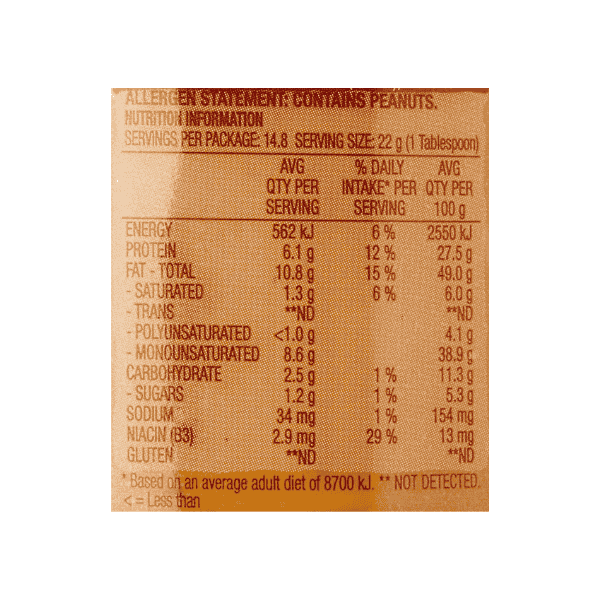 ALLERGEN STATEMENT: CONTAINS PEANUTS.
NUTRITION INFORMATION
SERVINGS PER PACKAGE: 14.8 SERVING SIZE: 22 g (1 Tablespoon)
AVG % DAILY AVG
QTY PER INTAKE* PER QTY PER
SERVING SERVING 100 g
ENERGY 562 kJ 6 % 2550 kJ
PROTEIN 6.1 g 12 % 27.5 g
FAT - TOTAL 10.8 g 15 % 49.0 g
- SATURATED 1.3 g 6 % 6.0 g
- TRANS **ND **ND
- POLYUNSATURATED <1.0 g 4.1 g
- MONOUNSATURATED 8.6 g 38.9 g
CARBOHYDRATE 2.5 g 1 % 11.3 g
- SUGARS 1.2 g 1 % 5.3 g
SODIUM 34 mg 1 % 154 mg
NIACIN (B3) 2.9 mg 29 % 13 mg
GLUTEN **ND **ND
* Based on an average adult diet of 8700 kJ. ** NOT DETECTED.
< = Less than